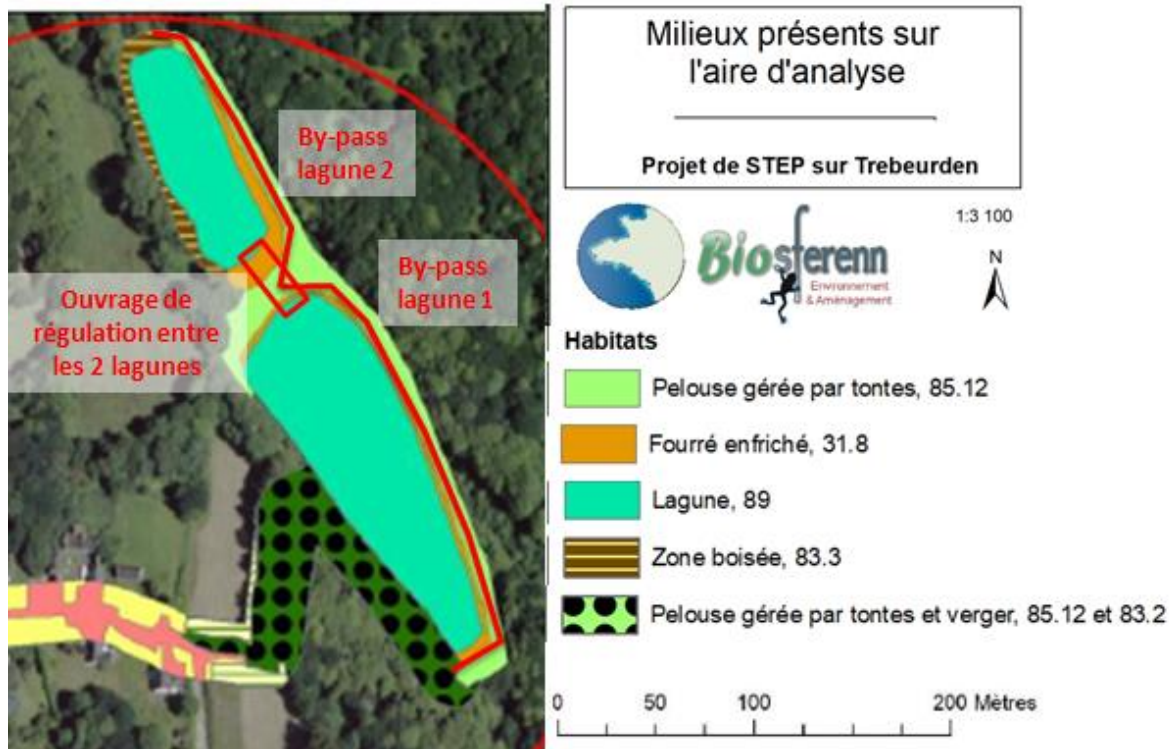 Milieux présents sur
l'aire d'analyse
Projet de STEP sur Trebeurden
By-pass
lagune 2
By-pass
lagune 1
Ouvrage de
régulation entre
les 2 lagunes
Biosferenn
Environnement
& Aménagement
1:3 100
N
Habitats
Pelouse gérée par tontes, 85.12
Fourré enfriché, 31.8
Lagune, 89
Zone boisée, 83.3
Pelouse gérée par tontes et verger, 85.12 et 83.2
0 50 100 200 Mètres